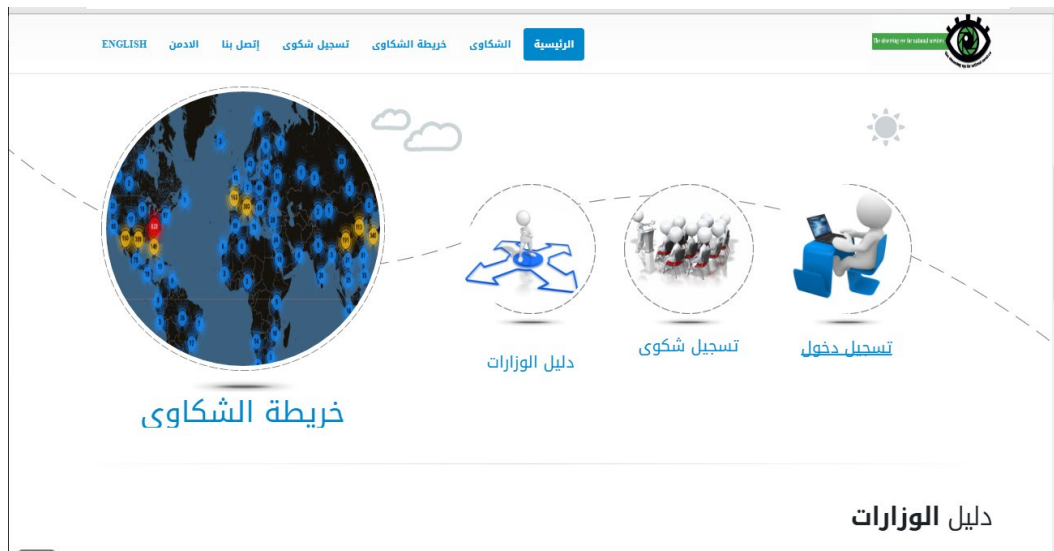 الرئيسية
الشكاوى
خريطة الشكاوى
تسجيل شكوى
إتصل بنا
الادمن
ENGLISH
تسجيل دخول
تسجيل شكوى
دليل الوزارات
خريطة الشكاوى
دليل الوزارات